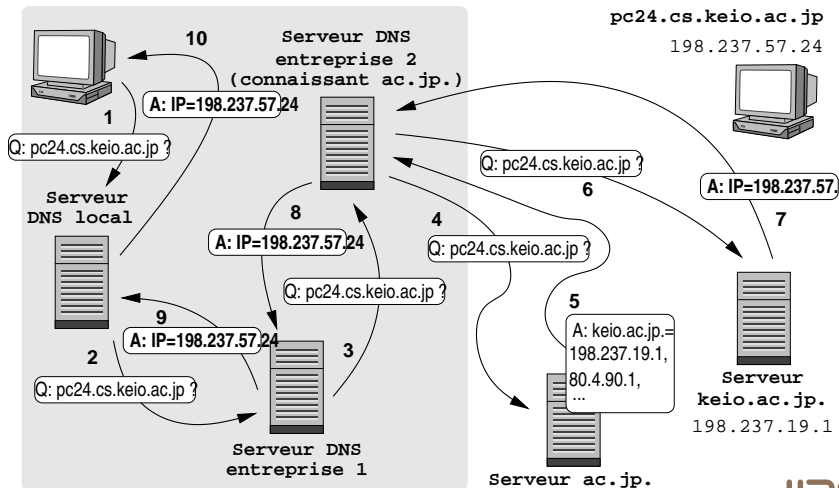 10
Serveur DNS
entreprise 2
(connaissant ac.jp.)
pc24.cs.keio.ac.jp
198.237.57.24
A: IP=198.237.57.24
1
Q: pc24.cs.keio.ac.jp ?
Serveur
DNS local
Q: pc24.cs.keio.ac.jp ?
6
A: IP=198.237.57.
7
8
A: IP=198.237.57.24
4
Q: pc24.cs.keio.ac.jp ?
Q: pc24.cs.keio.ac.jp ?
9
A: IP=198.237.57.24
3
2
Q: pc24.cs.keio.ac.jp ?
5
A: keio.ac.jp.=
198.237.19.1,
80.4.90.1,
...
Serveur
keio.ac.jp.
198.237.19.1
Serveur DNS
entreprise 1
Serveur ac.jp.